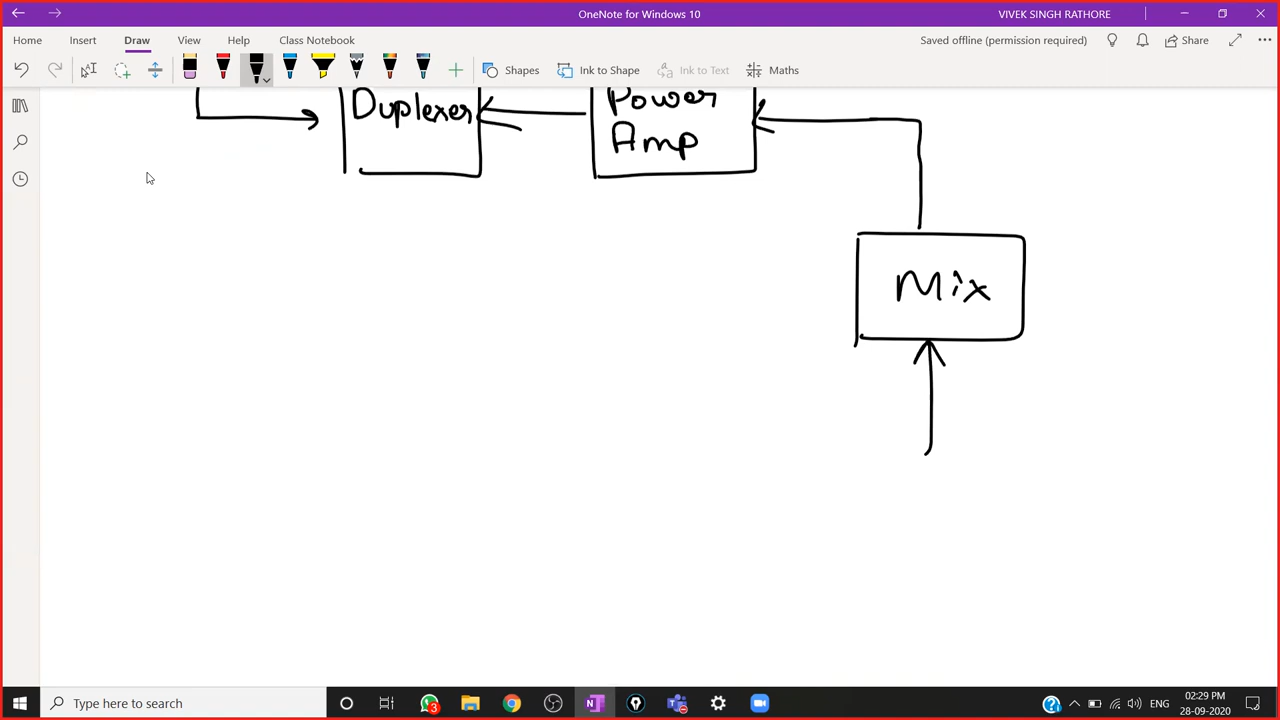 OneNote for Windows 10
VIVEK SINGH RATHORE
Home
Insert
Draw
View
Help
Class Notebook
Saved offline (permission required)
Share
Shapes
Ink to Shape
Ink to Text
Maths
Duplexer
Power
Amp
Mix
Type here to search
3
ENG
02:29 PM
28-09-2020